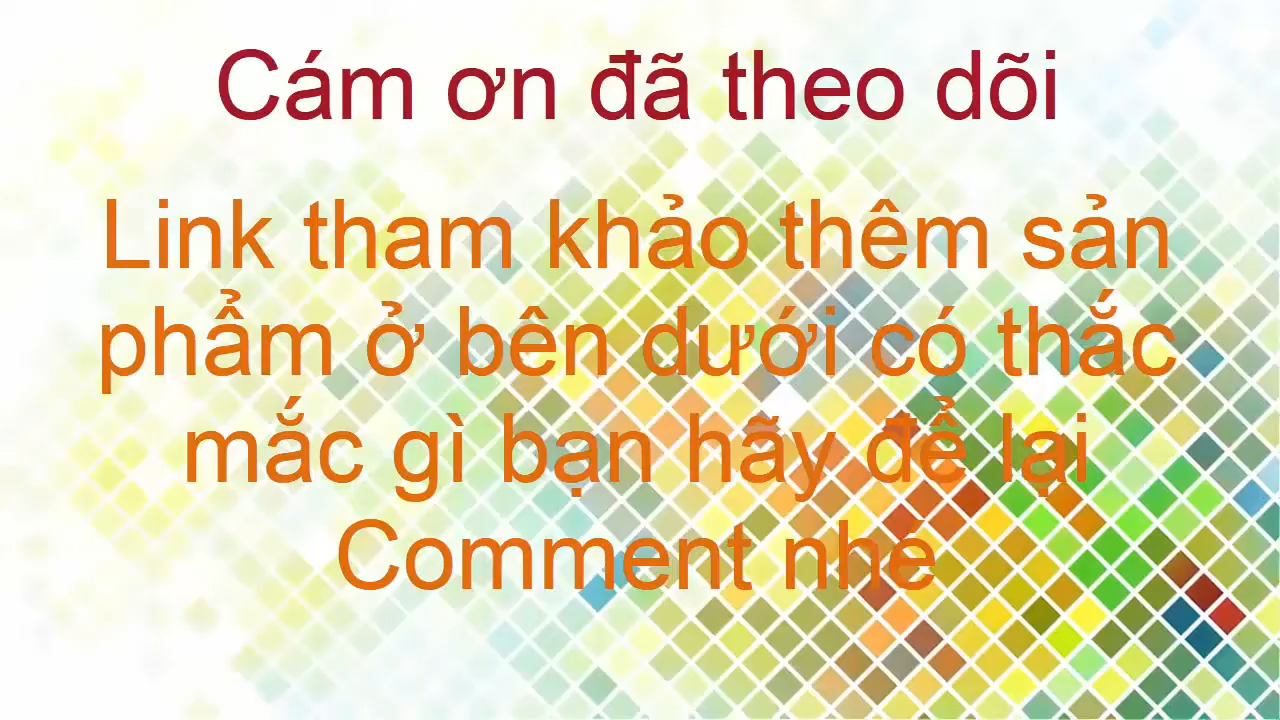 Cám ơn đã theo dõi
Link tham khảo thêm sản
phẩm ở bên dưới có thắc
mắc gì bạn hãy để lại
Comment nhé